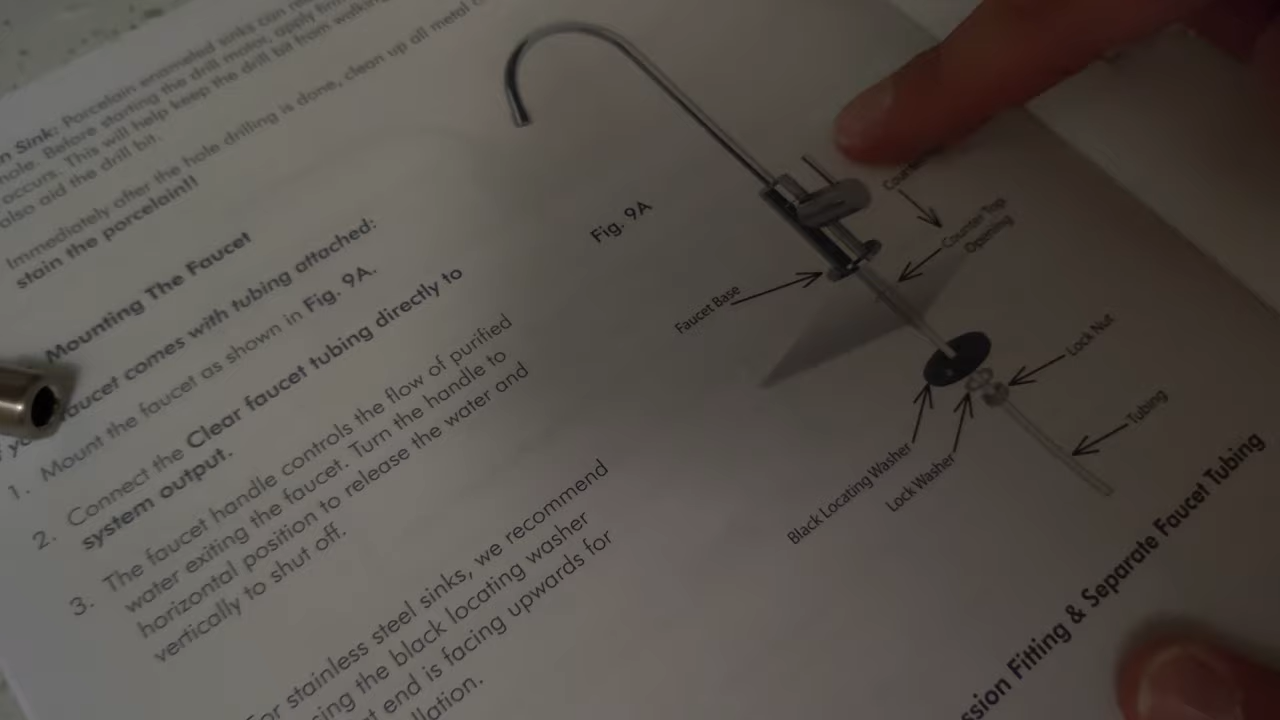 n Sink: Porcelain enameled sinks can
hole. Before starting the drill motor, apply firm
occurs. This will help keep the drill bit from walking
also aid the drill bit.
Immediately after the hole drilling is done, clean up all metal
stain the porcelain!!
Mounting The Faucet
faucet comes with tubing attached:
1. Mount the faucet as shown in Fig. 9A.
2. Connect the Clear faucet tubing directly to
system output.
3. The faucet handle controls the flow of purified
water exiting the faucet. Turn the handle to
horizontal position to release the water and
vertically to shut off.
For stainless steel sinks, we recommend
the black locating washer
end is facing upwards for
Fig. 9A
Counter Top
Opening
Faucet Base
Lock Nut
Tubing
Black Locating Washer
Lock Washer
ssion Fitting & Separate Faucet Tubing